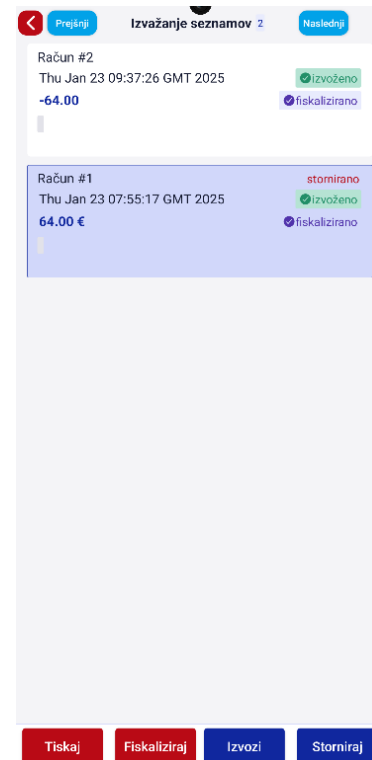 Prejšnji Izvažanje seznamov 2 Naslednji
Račun #2
Thu Jan 23 09:37:26 GMT 2025 izvoženo
-64.00 fiskalizirano
Račun #1 stornirano
Thu Jan 23 07:55:17 GMT 2025 izvoženo
64.00 € fiskalizirano
Tiskaj Fiskaliziraj Izvozi Storniraj